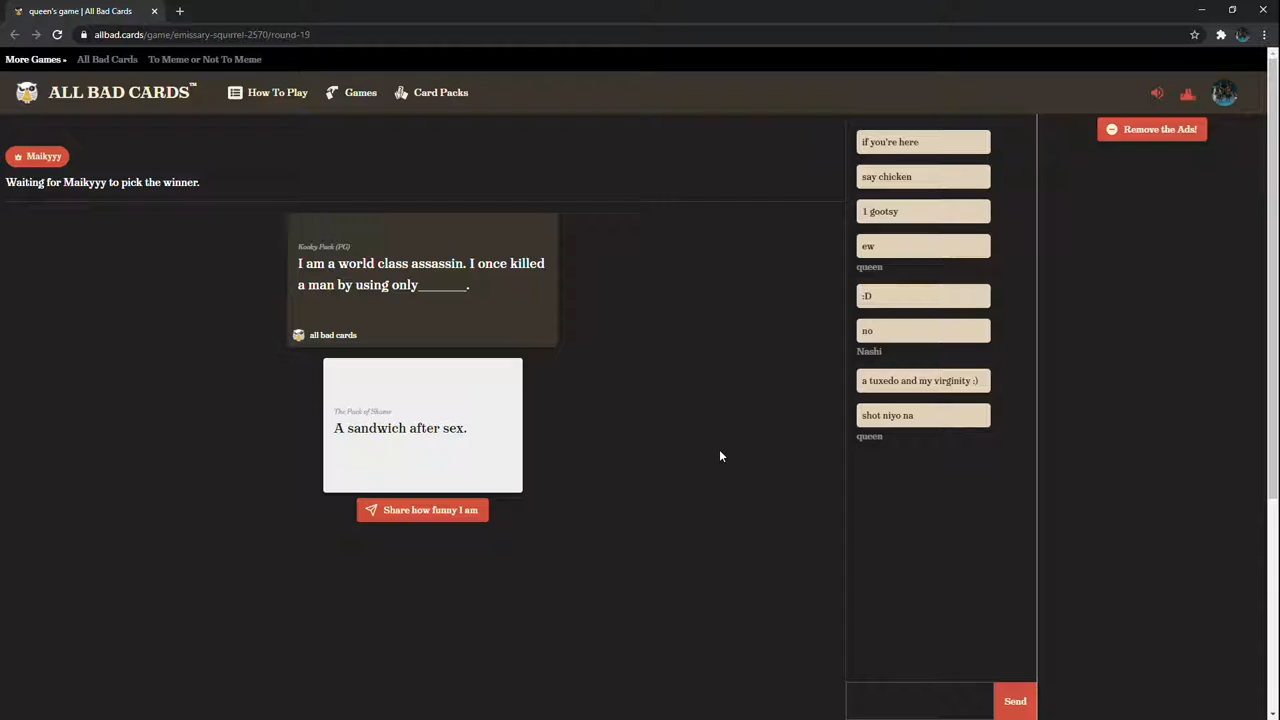 queen's game | All Bad Cards
allbad.cards/game/emissary-squirrel-2570/round-19
More Games » All Bad Cards To Meme or Not To Meme
ALL BAD CARDS™ How To Play Games Card Packs
Remove the Ads!
Maikyyy
Waiting for Maikyyy to pick the winner.
Kooky Pack (PG)
I am a world class assassin. I once killed
a man by using only_______.
all bad cards
The Pack of Shame
A sandwich after sex.
Share how funny I am
if you're here
say chicken
1 gootsy
ew
queen
:D
no
Nashi
a tuxedo and my virginity :)
shot niyo na
queen
Send